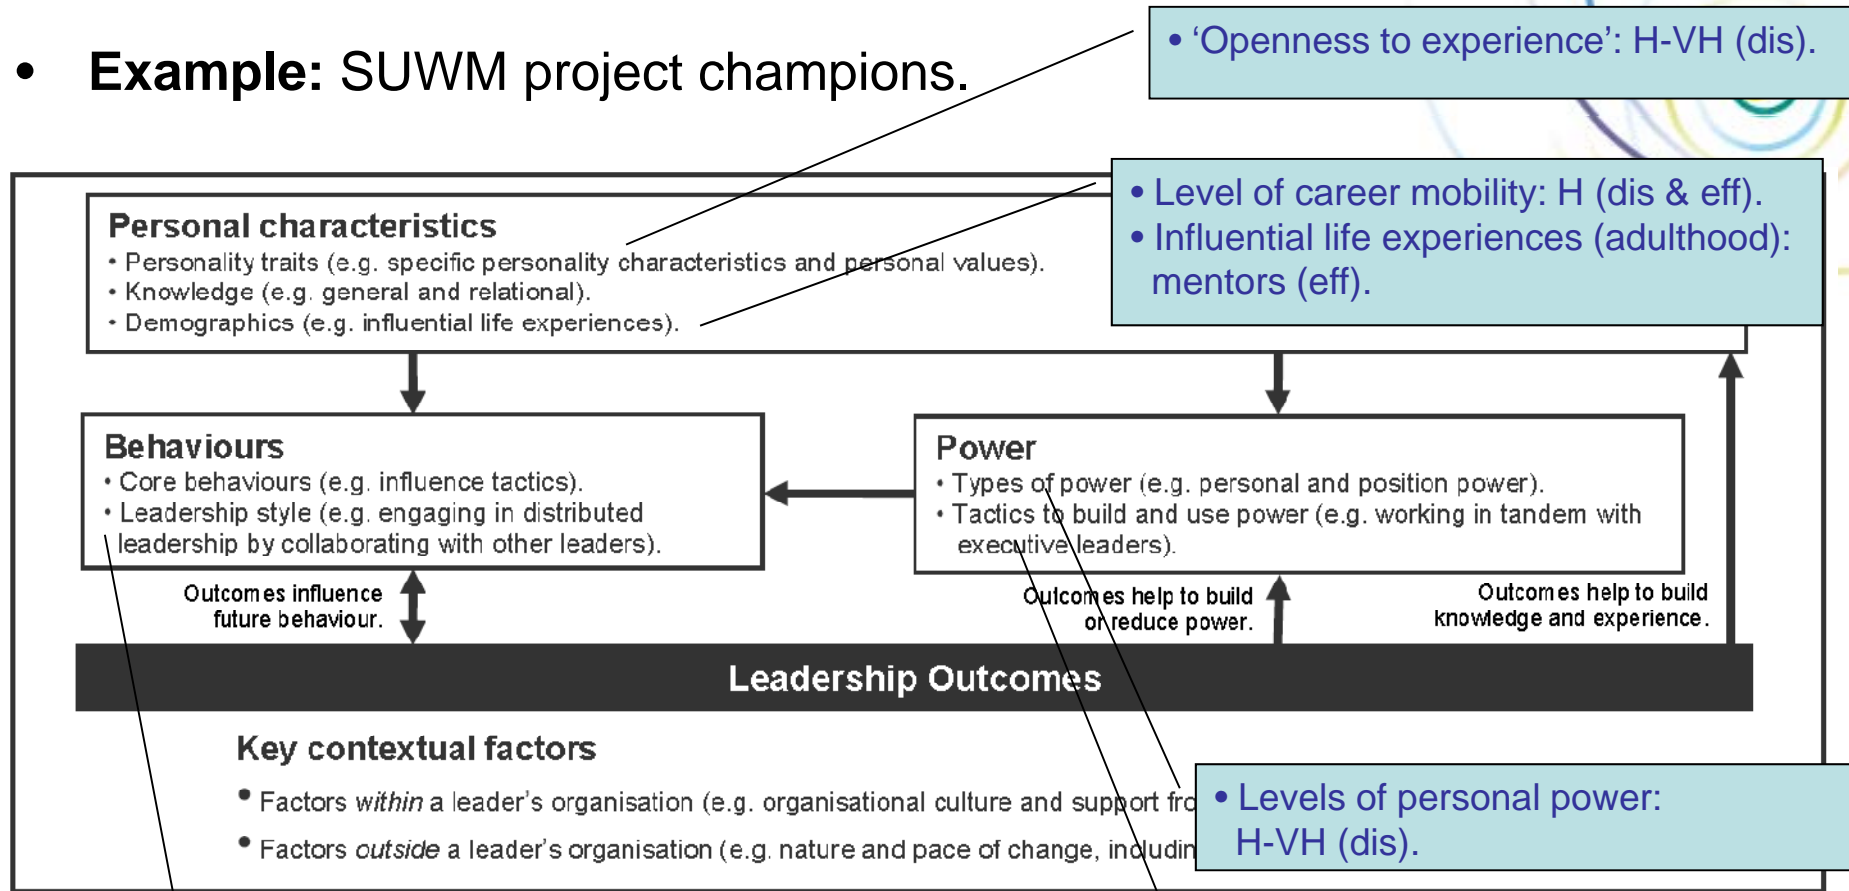 • Example: SUWM project champions.
• ‘Openness to experience’: H-VH (dis).
• Level of career mobility: H (dis & eff).
• Influential life experiences (adulthood):
mentors (eff).
Personal characteristics
• Personality traits (e.g. specific personality characteristics and personal values).
• Knowledge (e.g. general and relational).
• Demographics (e.g. influential life experiences).
Behaviours
• Core behaviours (e.g. influence tactics).
• Leadership style (e.g. engaging in distributed
leadership by collaborating with other leaders).
Power
• Types of power (e.g. personal and position power).
• Tactics to build and use power (e.g. working in tandem with
executive leaders).
Outcomes influence
future behaviour.
Outcomes help to build
or reduce power.
Outcomes help to build
knowledge and experience.
Leadership Outcomes
Key contextual factors
• Factors within a leader's organisation (e.g. organisational culture and support
• Factors outside a leader's organisation (e.g. nature and pace of change,
• Levels of personal power:
H-VH (dis).